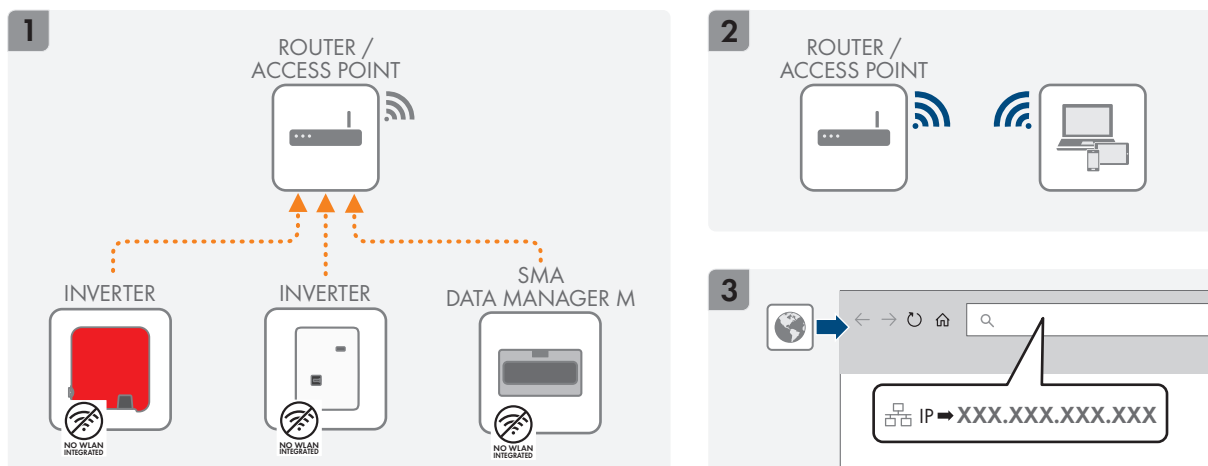 1
ROUTER /
ACCESS POINT
INVERTER
INVERTER
SMA
DATA MANAGER M
NO WLAN
INTEGRATED
NO WLAN
INTEGRATED
NO WLAN
INTEGRATED
2
ROUTER /
ACCESS POINT
3
IP ➡ XXX.XXX.XXX.XXX